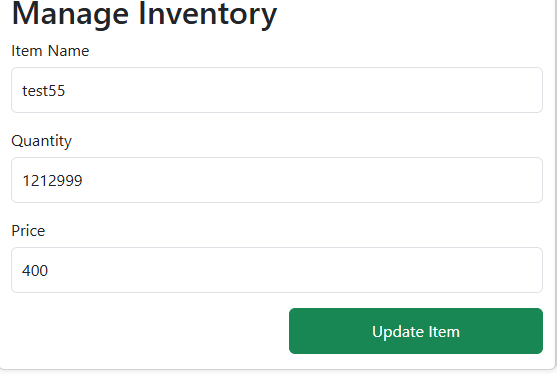 Manage Inventory
Item Name
test55
Quantity
1212999
Price
400
Update Item